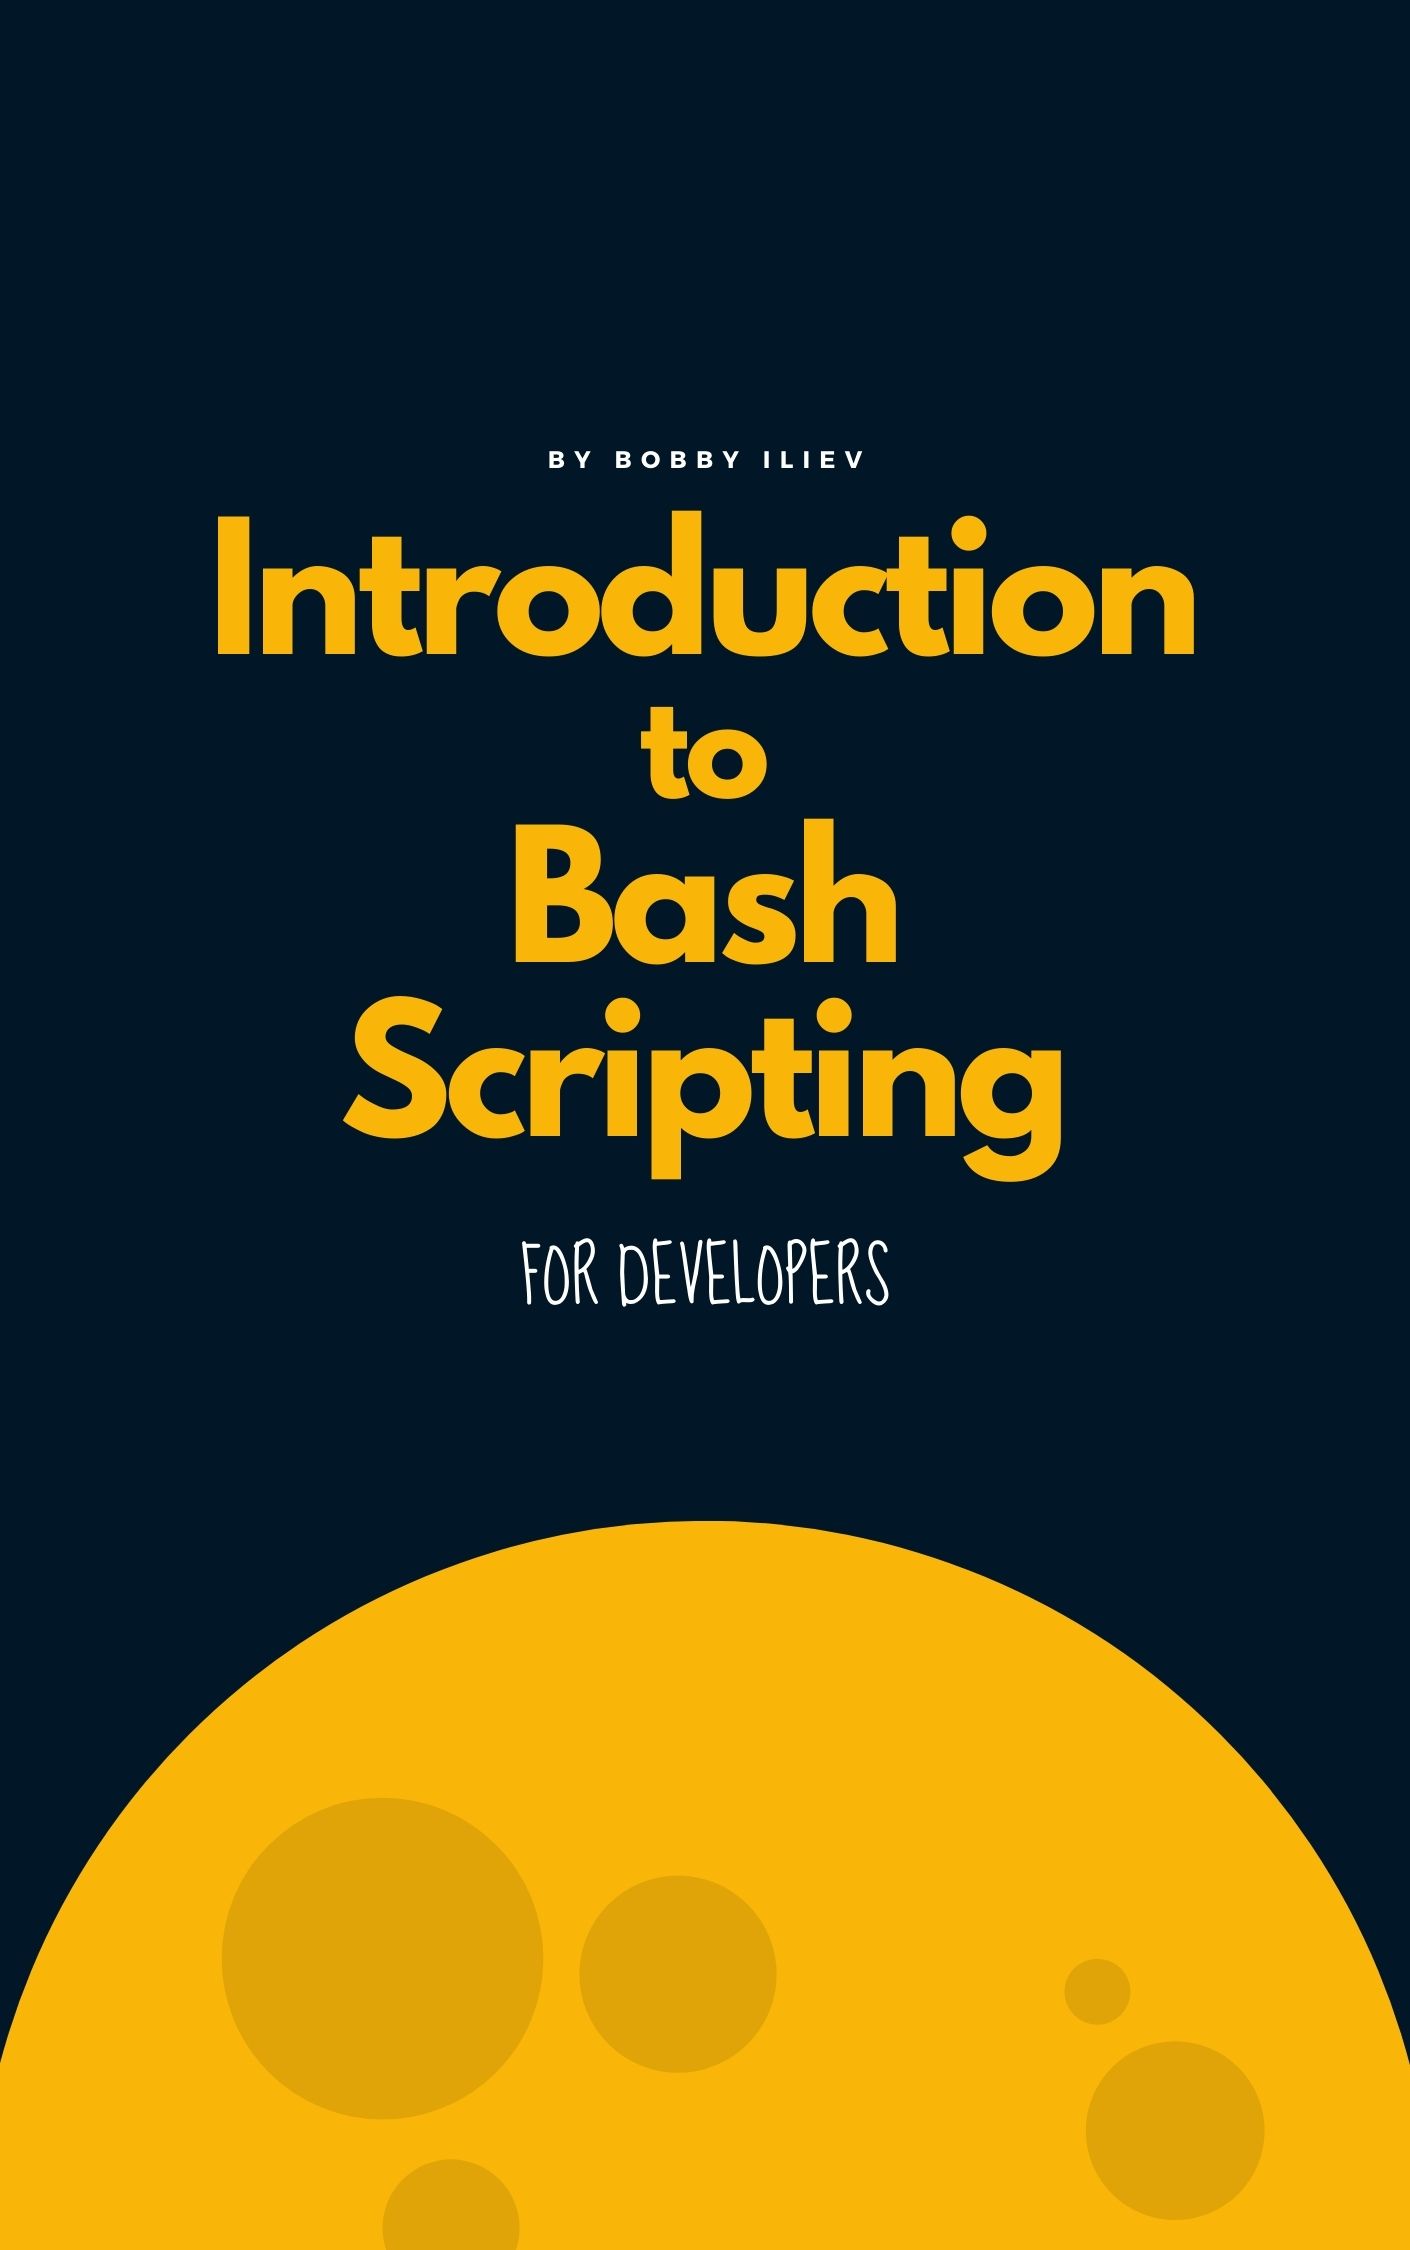 BY BOBBY ILIEV
Introduction
to
Bash
Scripting
FOR DEVELOPERS